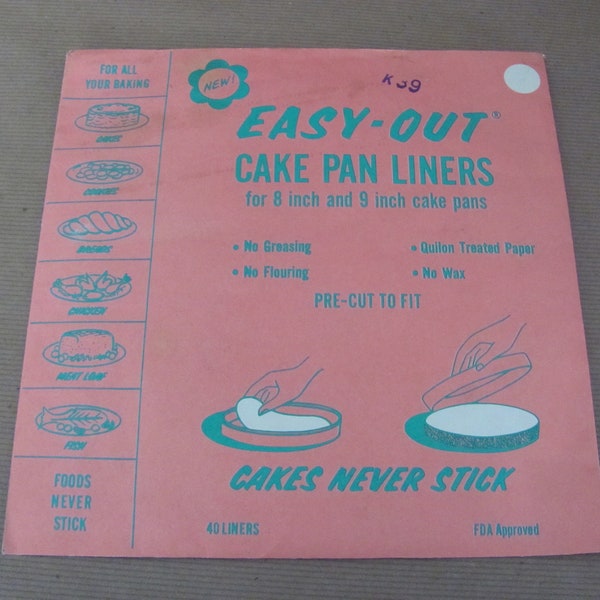 FOR ALL
YOUR BAKING
CAKES
COOKIES
BREADS
CHICKEN
MEAT LOAF
FISH
FOODS
NEVER
STICK
NEW!
K39
EASY-OUT®
CAKE PAN LINERS
for 8 inch and 9 inch cake pans
• No Greasing
• No Flouring
• Quilon Treated Paper
• No Wax
PRE-CUT TO FIT
CAKES NEVER STICK
40 LINERS
FDA Approved